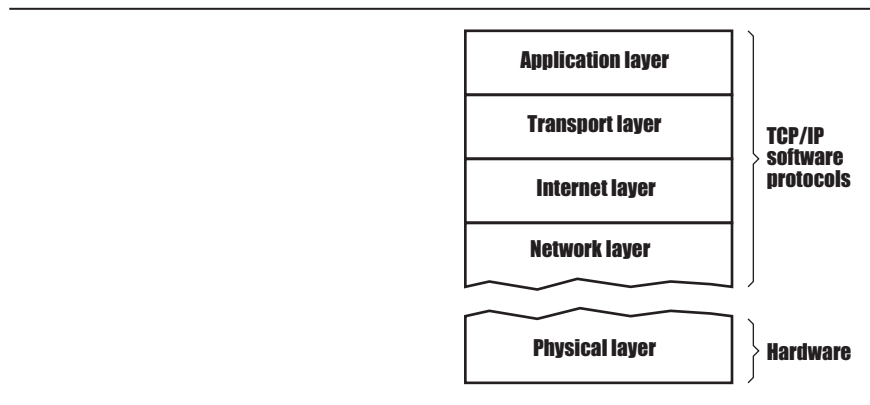 Application layer
Transport layer
Internet layer
Network layer
TCP/IP
software
protocols
Physical layer
Hardware